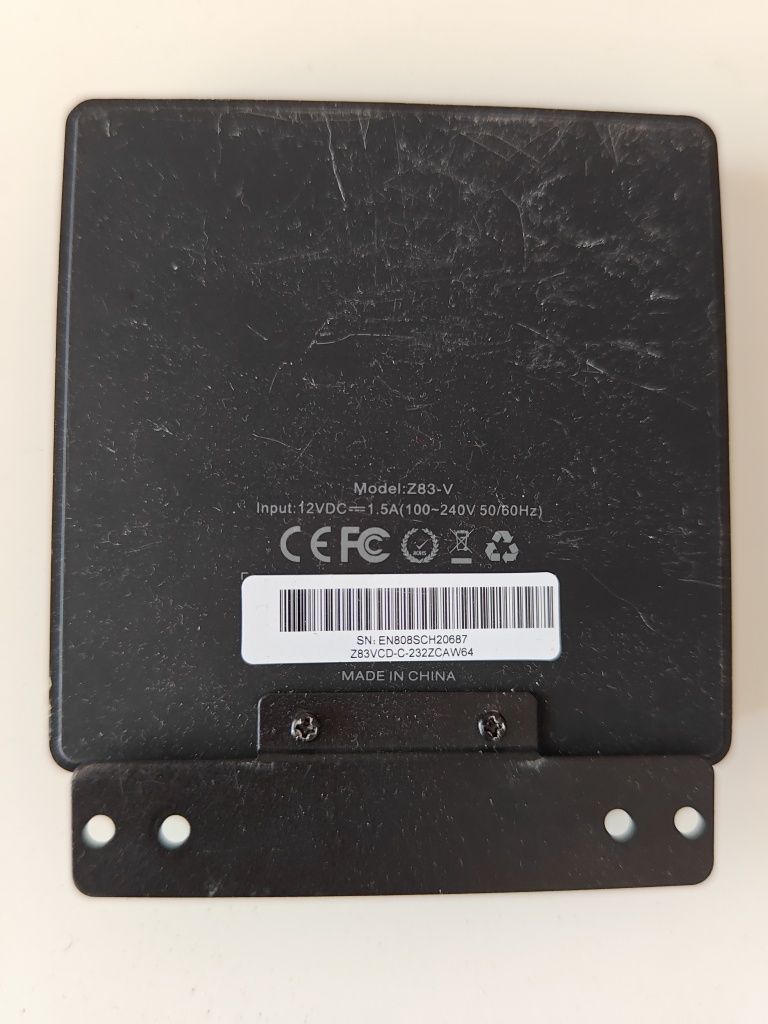 Model:Z83-V
Input:12VDC⎓1.5A(100~240V 50/60Hz)
CE FC ROHS
SN: EN808SCH20687
Z83VCD-C-232ZCAW64
MADE IN CHINA